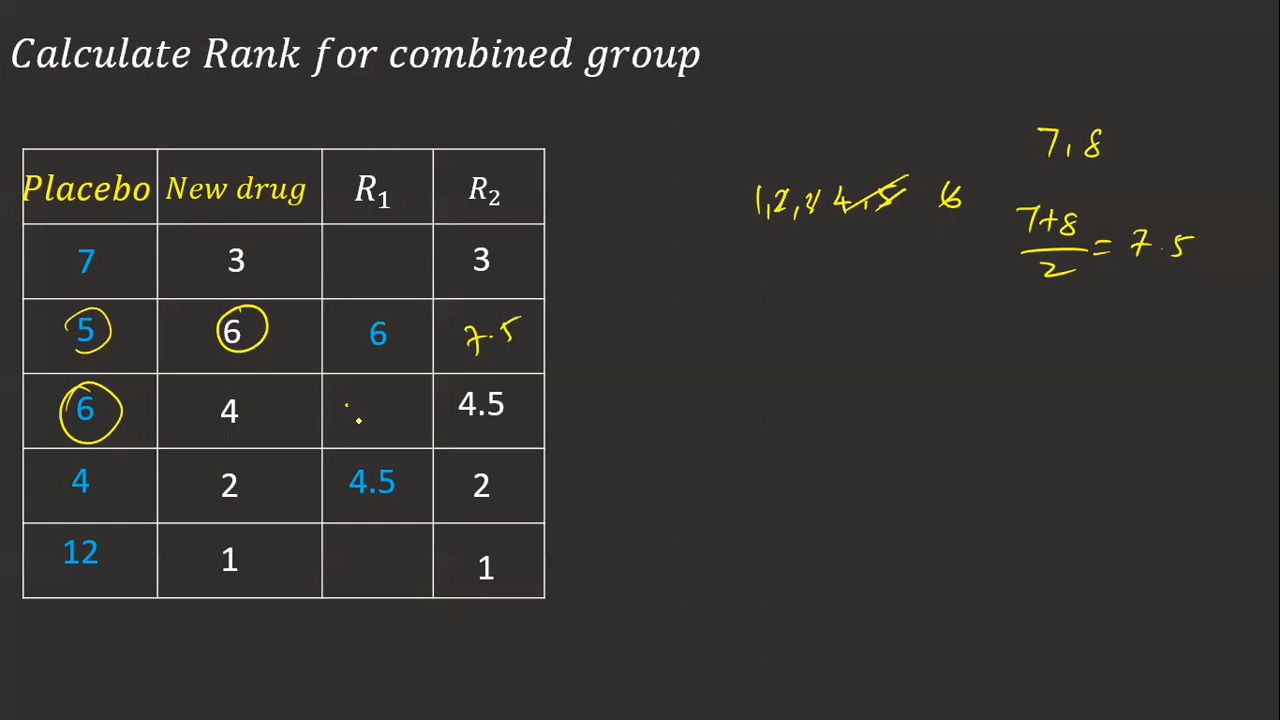 Calculate Rank for combined group
7, 8
1, 2, 3 4, 5 6
7+8
2
= 7.5
Placebo New drug R₁ R₂
7 3 3
5 6 6 7.5
6 4 4.5
4 2 4.5 2
12 1 1